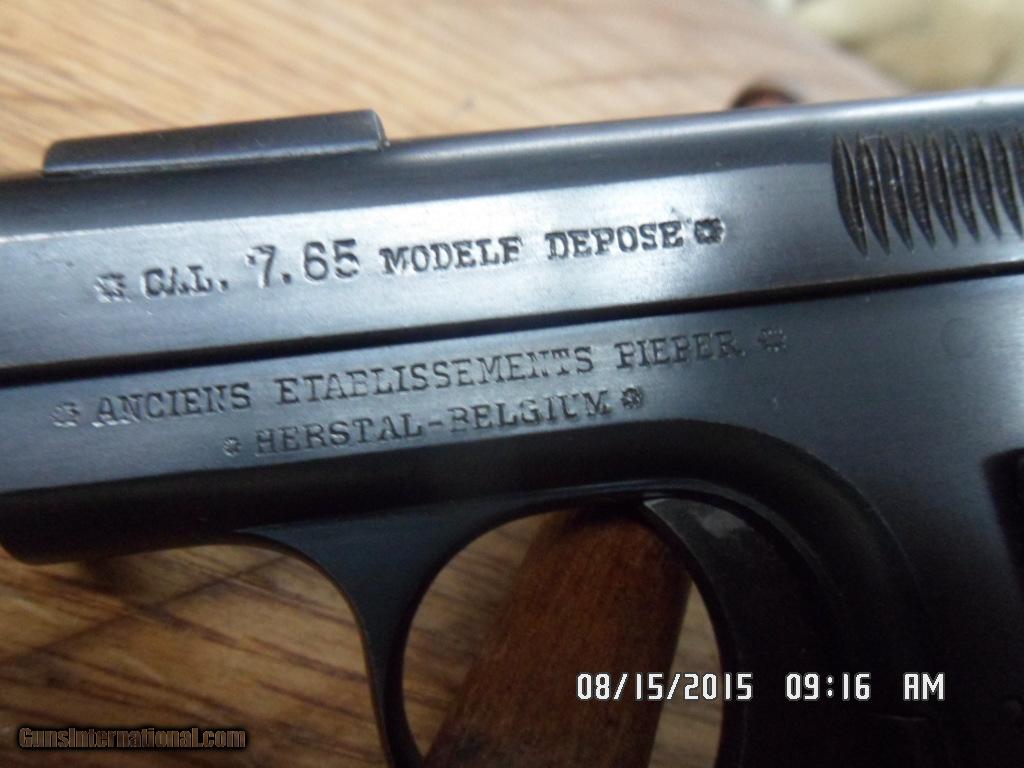 CAL. 7.65 MODELE DEPOSE
ANCIENS ETABLISSEMENTS PIEPER
HERSTAL-BELGIUM
08/15/2015 09:16 AM
GunsInternational.com